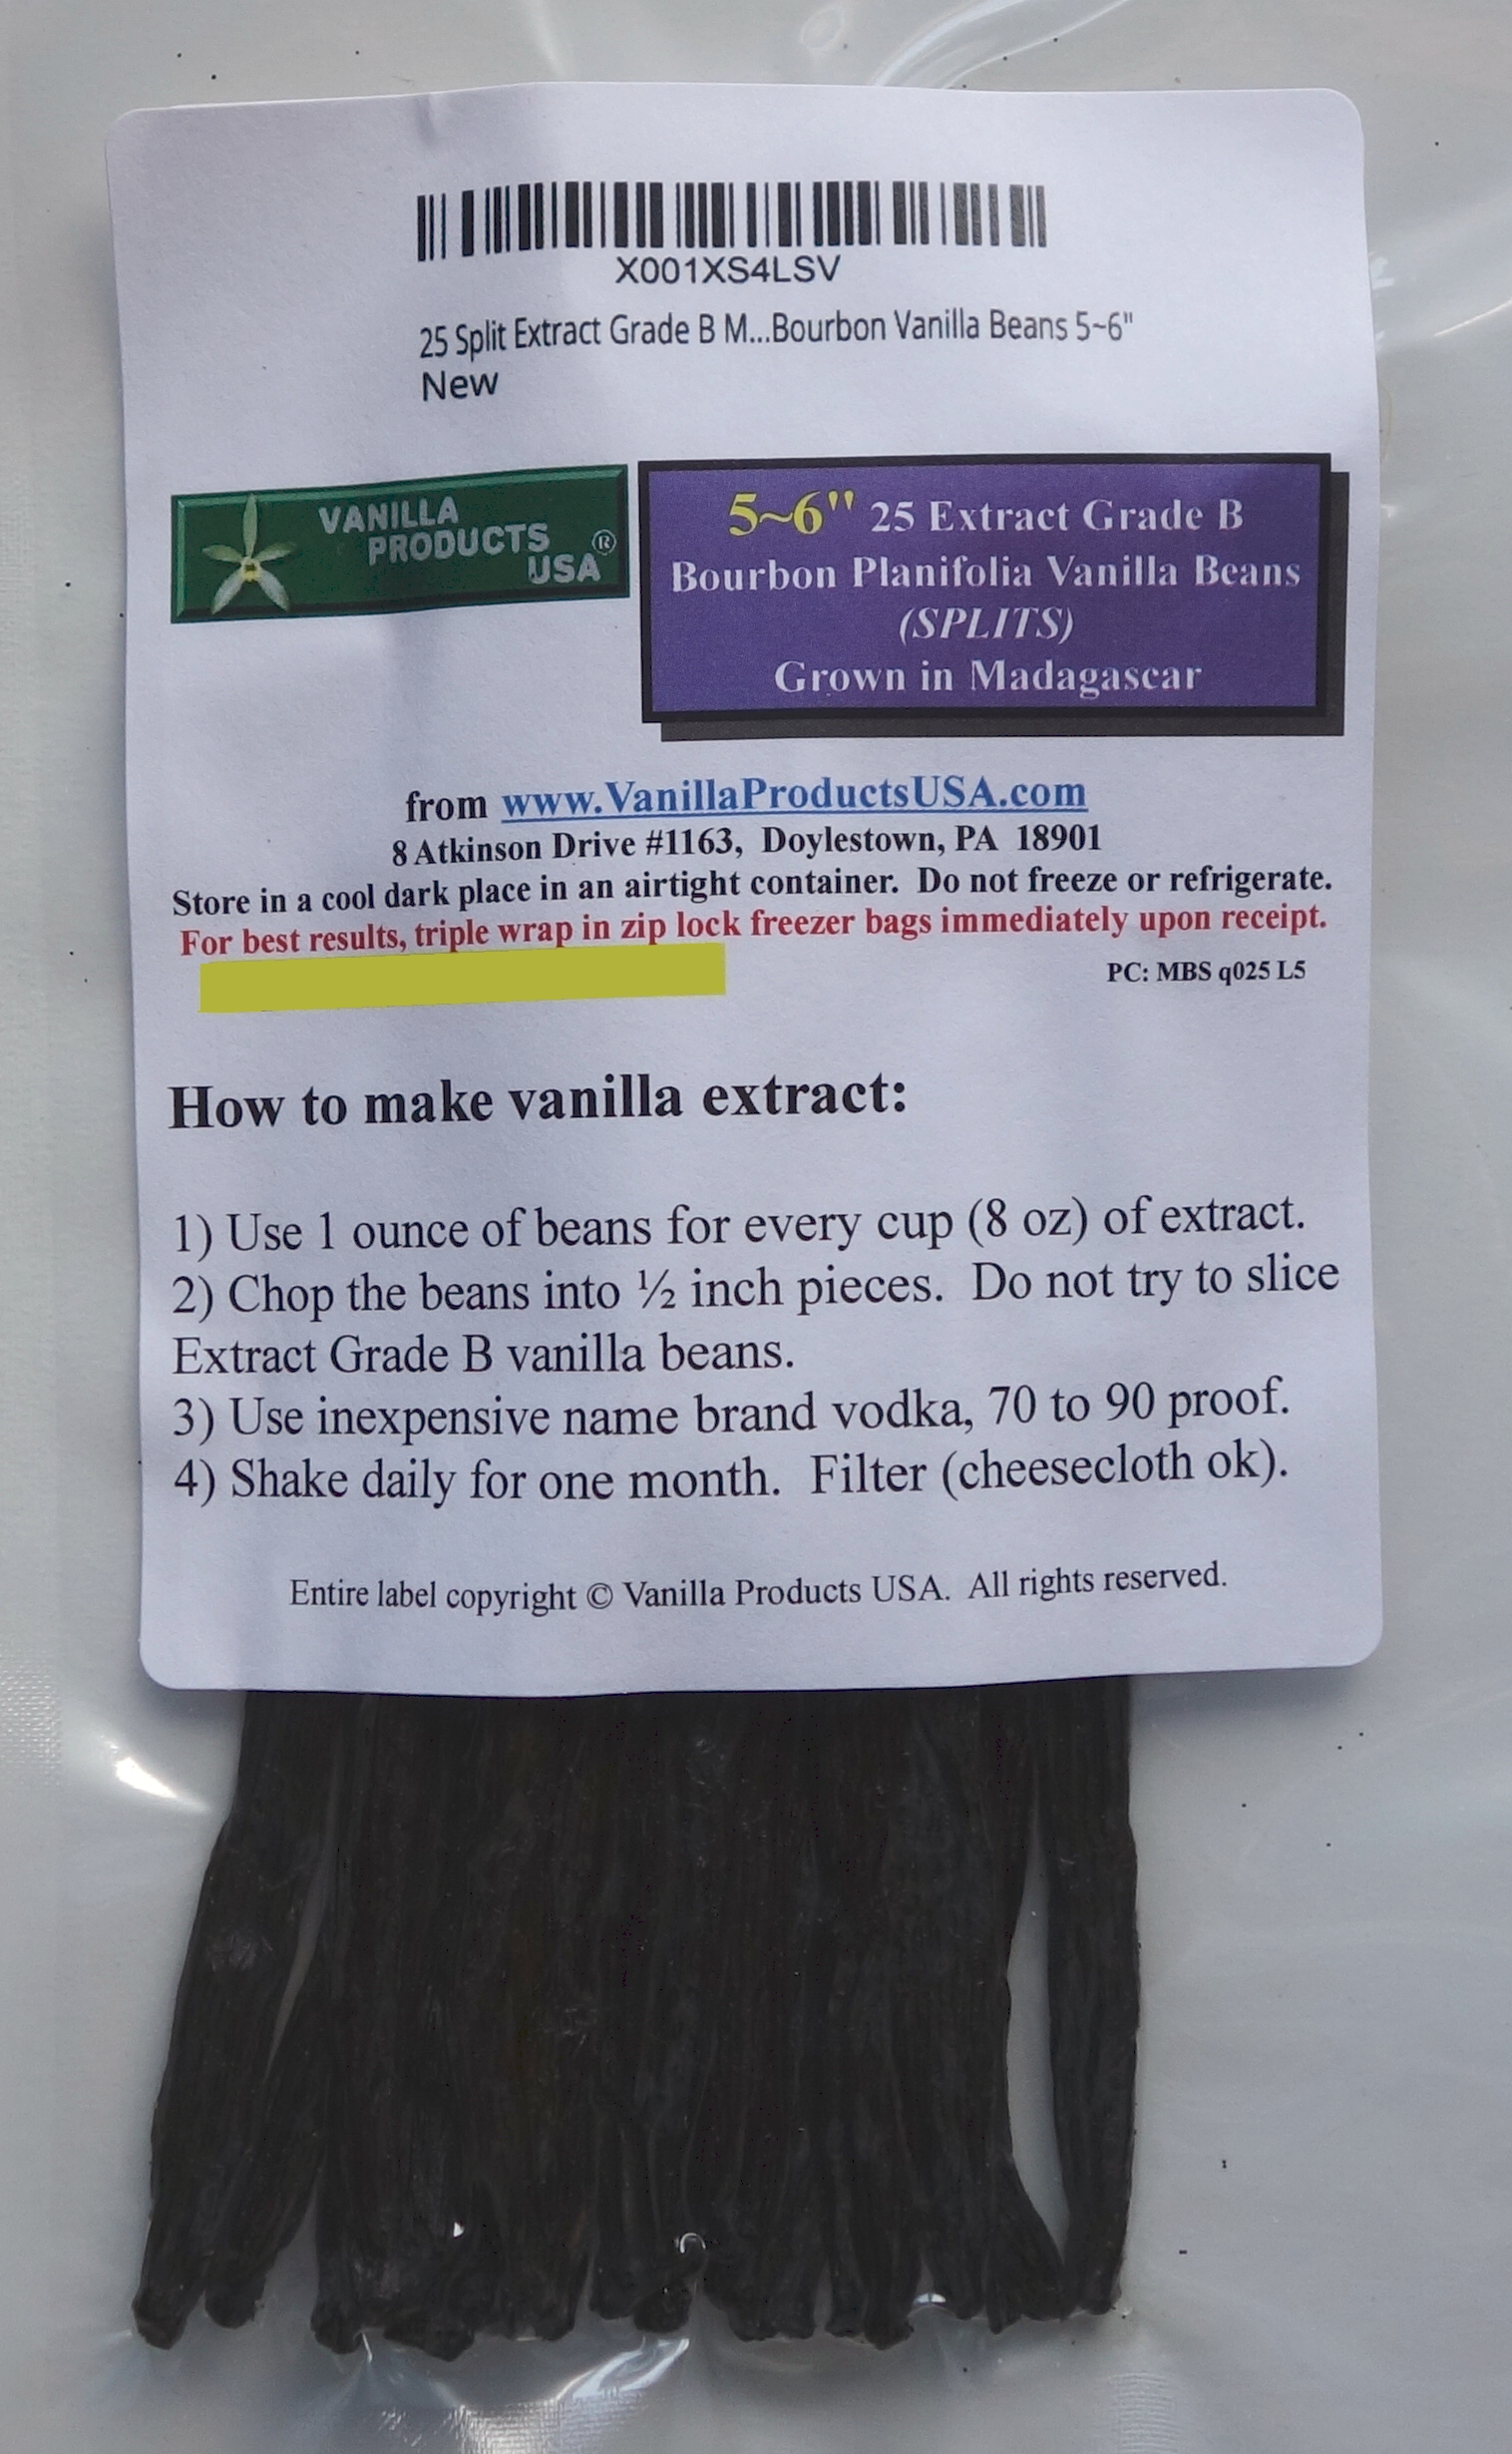 X001XS4LSV
25 Split Extract Grade B M...Bourbon Vanilla Beans 5~6"
New
VANILLA
PRODUCTS
USA ®
5~6" 25 Extract Grade B
Bourbon Planifolia Vanilla Beans
(SPLITS)
Grown in Madagascar
from www.VanillaProductsUSA.com
8 Atkinson Drive #1163, Doylestown, PA 18901
Store in a cool dark place in an airtight container. Do not freeze or refrigerate.
For best results, triple wrap in zip lock freezer bags immediately upon receipt.
PC: MBS q025 L5
How to make vanilla extract:
1) Use 1 ounce of beans for every cup (8 oz) of extract.
2) Chop the beans into ½ inch pieces. Do not try to slice
Extract Grade B vanilla beans.
3) Use inexpensive name brand vodka, 70 to 90 proof.
4) Shake daily for one month. Filter (cheesecloth ok).
Entire label copyright © Vanilla Products USA. All rights reserved.